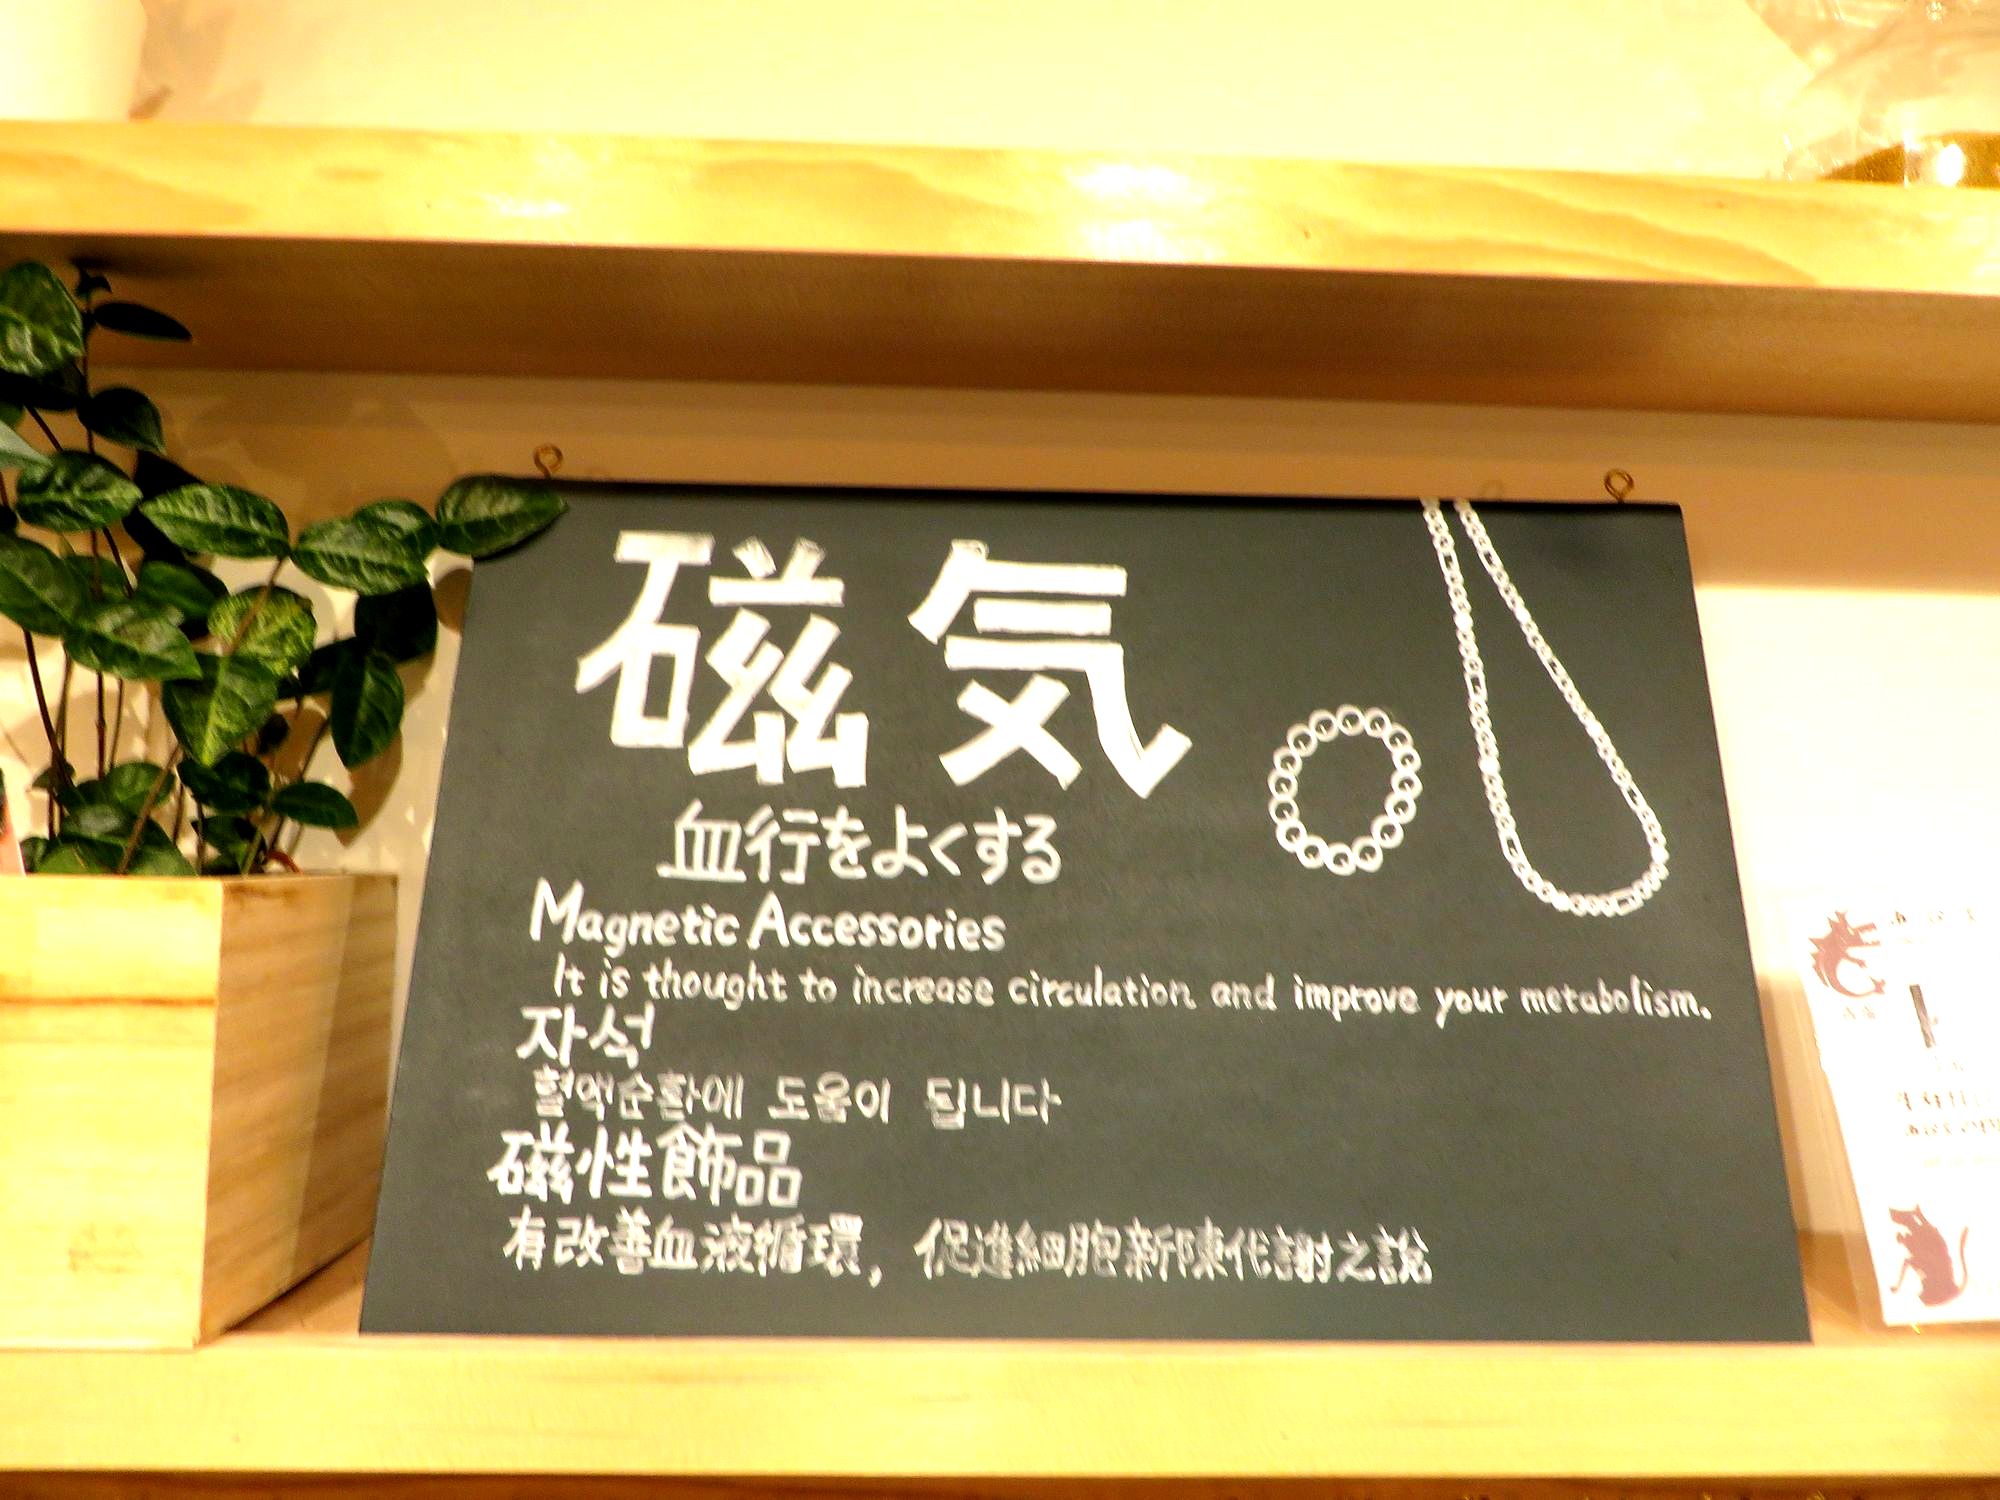 磁気
血行をよくする
Magnetic Accessories
It is thought to increase circulation and improve your metabolism.
자석
혈액순환에 도움이 됩니다
磁性飾品
有改善血液循環，促進細胞新陳代謝之說